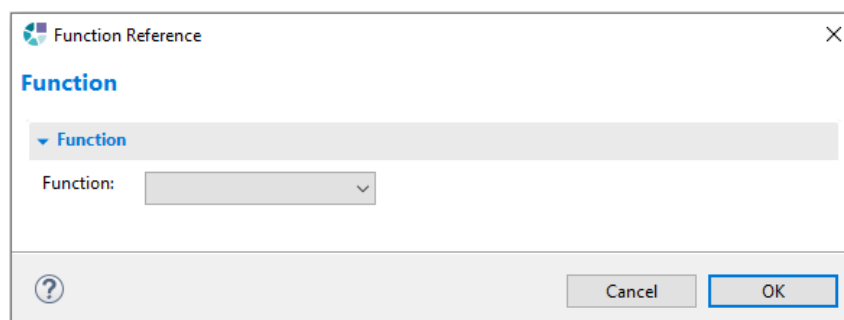 Function Reference
Function
Function
Function:
?
Cancel OK